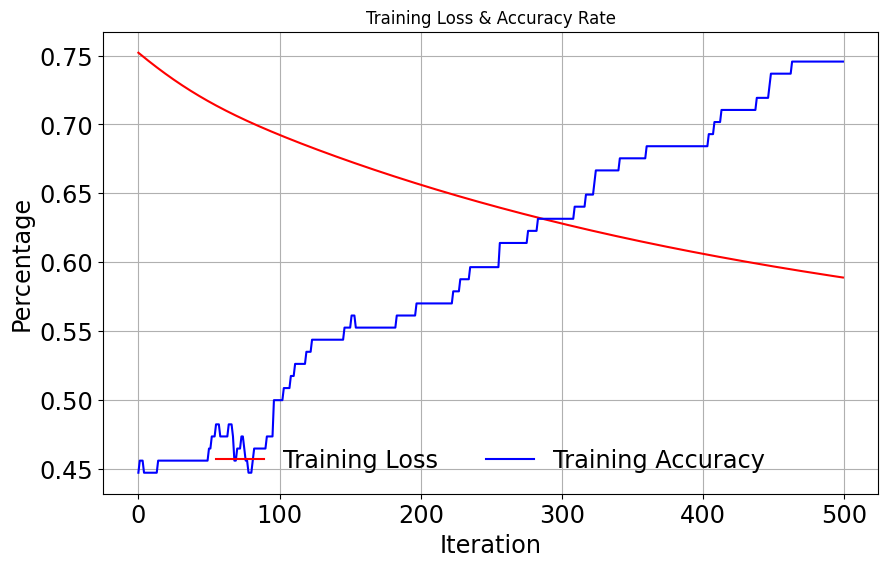 Training Loss & Accuracy Rate
0.75
0.70
0.65
0.60
0.55
0.50
0.45
Percentage
Training Loss
Training Accuracy
0 100 200 300 400 500
Iteration